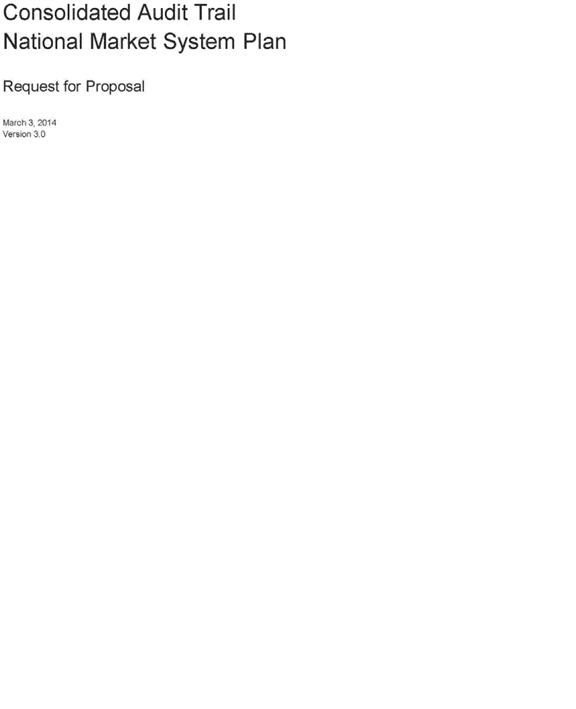 Consolidated Audit Trail
National Market System Plan
Request for Proposal
March 3, 2014
Version 3.0